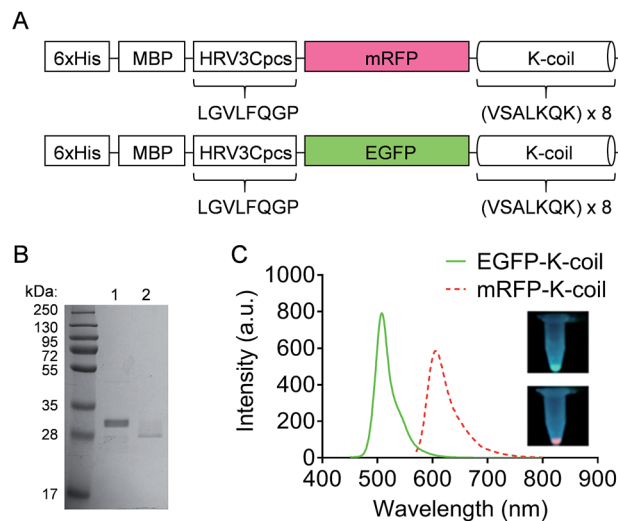 A
6xHis MBP HRV3Cpcs mRFP K-coil
LGVLFQGP (VSALKQK) x 8
6xHis MBP HRV3Cpcs EGFP K-coil
LGVLFQGP (VSALKQK) x 8
B
kDa: 1 2
250
130
95
72
55
35
28
17
C
EGFP-K-coil
mRFP-K-coil
1000
800
600
400
200
0
Intensity (a.u.)
400 500 600 700 800 900
Wavelength (nm)